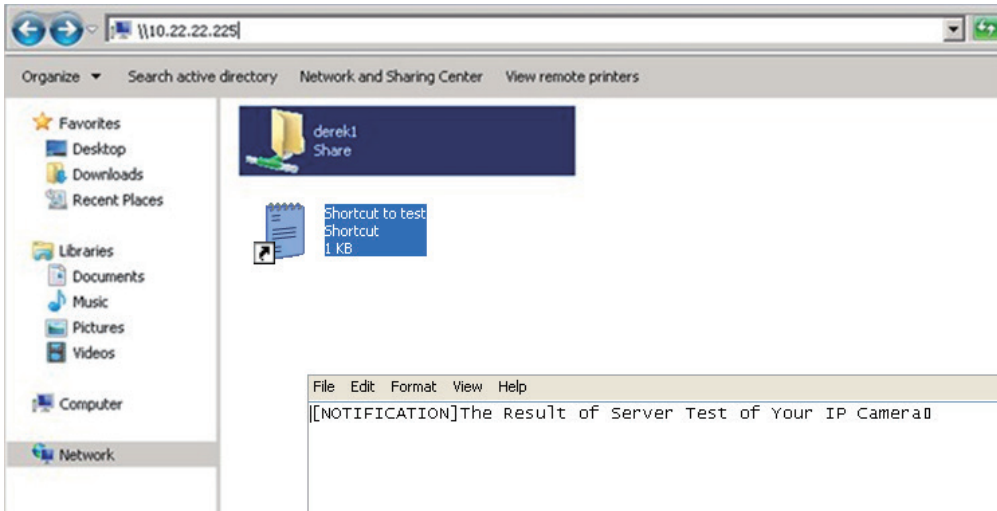 \\10.22.22.225
Organize Search active directory Network and Sharing Center View remote printers
Favorites
Desktop
Downloads
Recent Places
Libraries
Documents
Music
Pictures
Videos
Computer
Network
derek1
Share
Shortcut to test
Shortcut
1 KB
File Edit Format View Help
[NOTIFICATION]The Result of Server Test of Your IP Camera▯